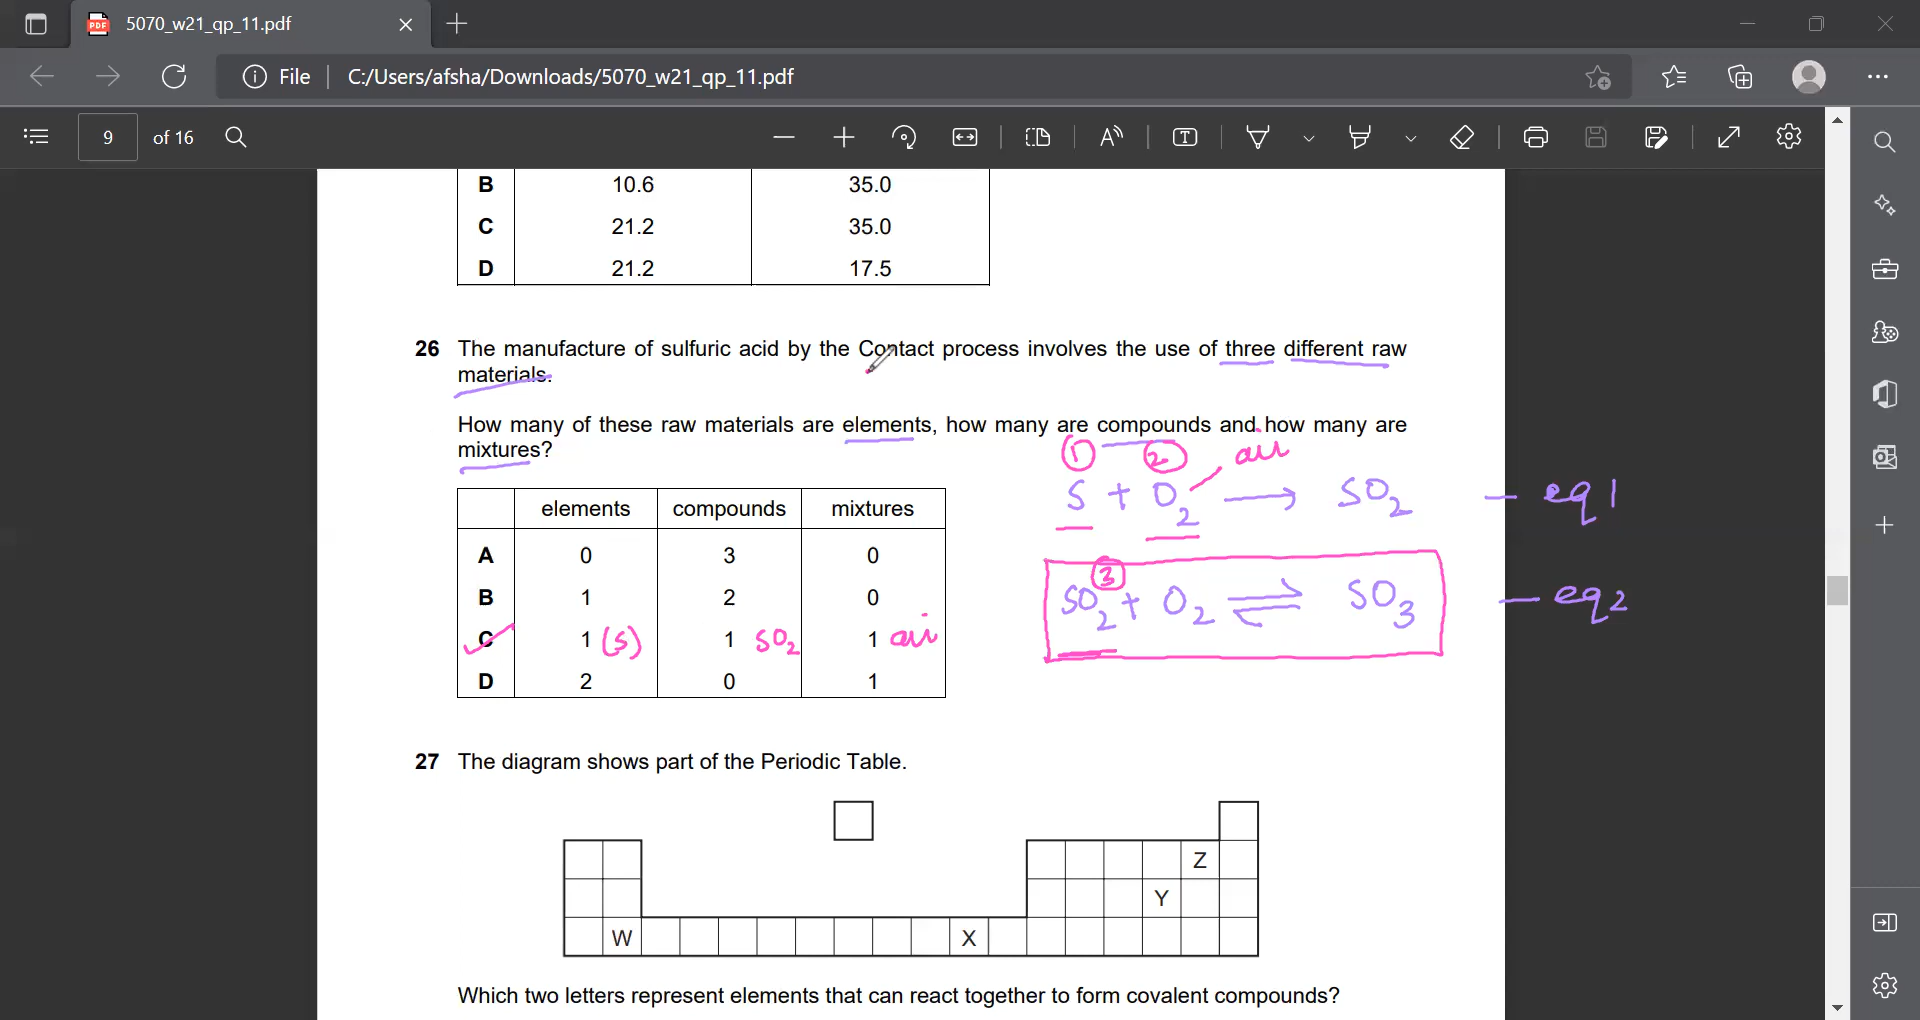 5070_w21_qp_11.pdf
File
C:/Users/afsha/Downloads/5070_w21_qp_11.pdf
9 of 16
B 10.6 35.0
C 21.2 35.0
D 21.2 17.5
26 The manufacture of sulfuric acid by the Contact process involves the use of three different raw
materials.
How many of these raw materials are elements, how many are compounds and how many are
mixtures?
1 2 air
S + O2 → SO2 — eq1
3
SO2 + O2 ⇌ SO3 — eq2
elements compounds mixtures
A 0 3 0
B 1 2 0
C 1 (S) 1 SO2 1 air
D 2 0 1
27 The diagram shows part of the Periodic Table.
Z
Y
W X
Which two letters represent elements that can react together to form covalent compounds?